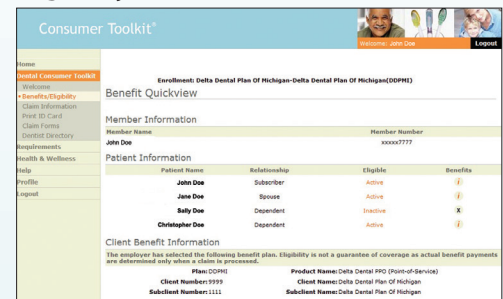 Consumer Toolkit®
Welcome: John Doe
Logout
Home
Dental Consumer Toolkit
Welcome
Benefits/Eligibility
Claim Information
Print ID Card
Claim Forms
Dentist Directory
Requirements
Health & Wellness
Help
Profile
Logout
Enrollment: Delta Dental Plan Of Michigan-Delta Dental Plan Of Michigan(DDPMI)
Benefit Quickview
Member Information
Member Name Member Number
John Doe xxxxx7777
Patient Information
Patient Name Relationship Eligible Benefits
John Doe Subscriber Active i
Jane Doe Spouse Active i
Sally Doe Dependent Inactive X
Christopher Doe Dependent Active i
Client Benefit Information
The employer has selected the following benefit plan. Eligibility is not a guarantee of coverage as actual benefit payments
are determined only when a claim is processed.
Plan: DDPMI Product Name: Delta Dental PPO (Point-of-Service)
Client Number: 9999 Client Name: Delta Dental Plan Of Michigan
Subclient Number: 1111 Subclient Name: Delta Dental Plan Of Michigan